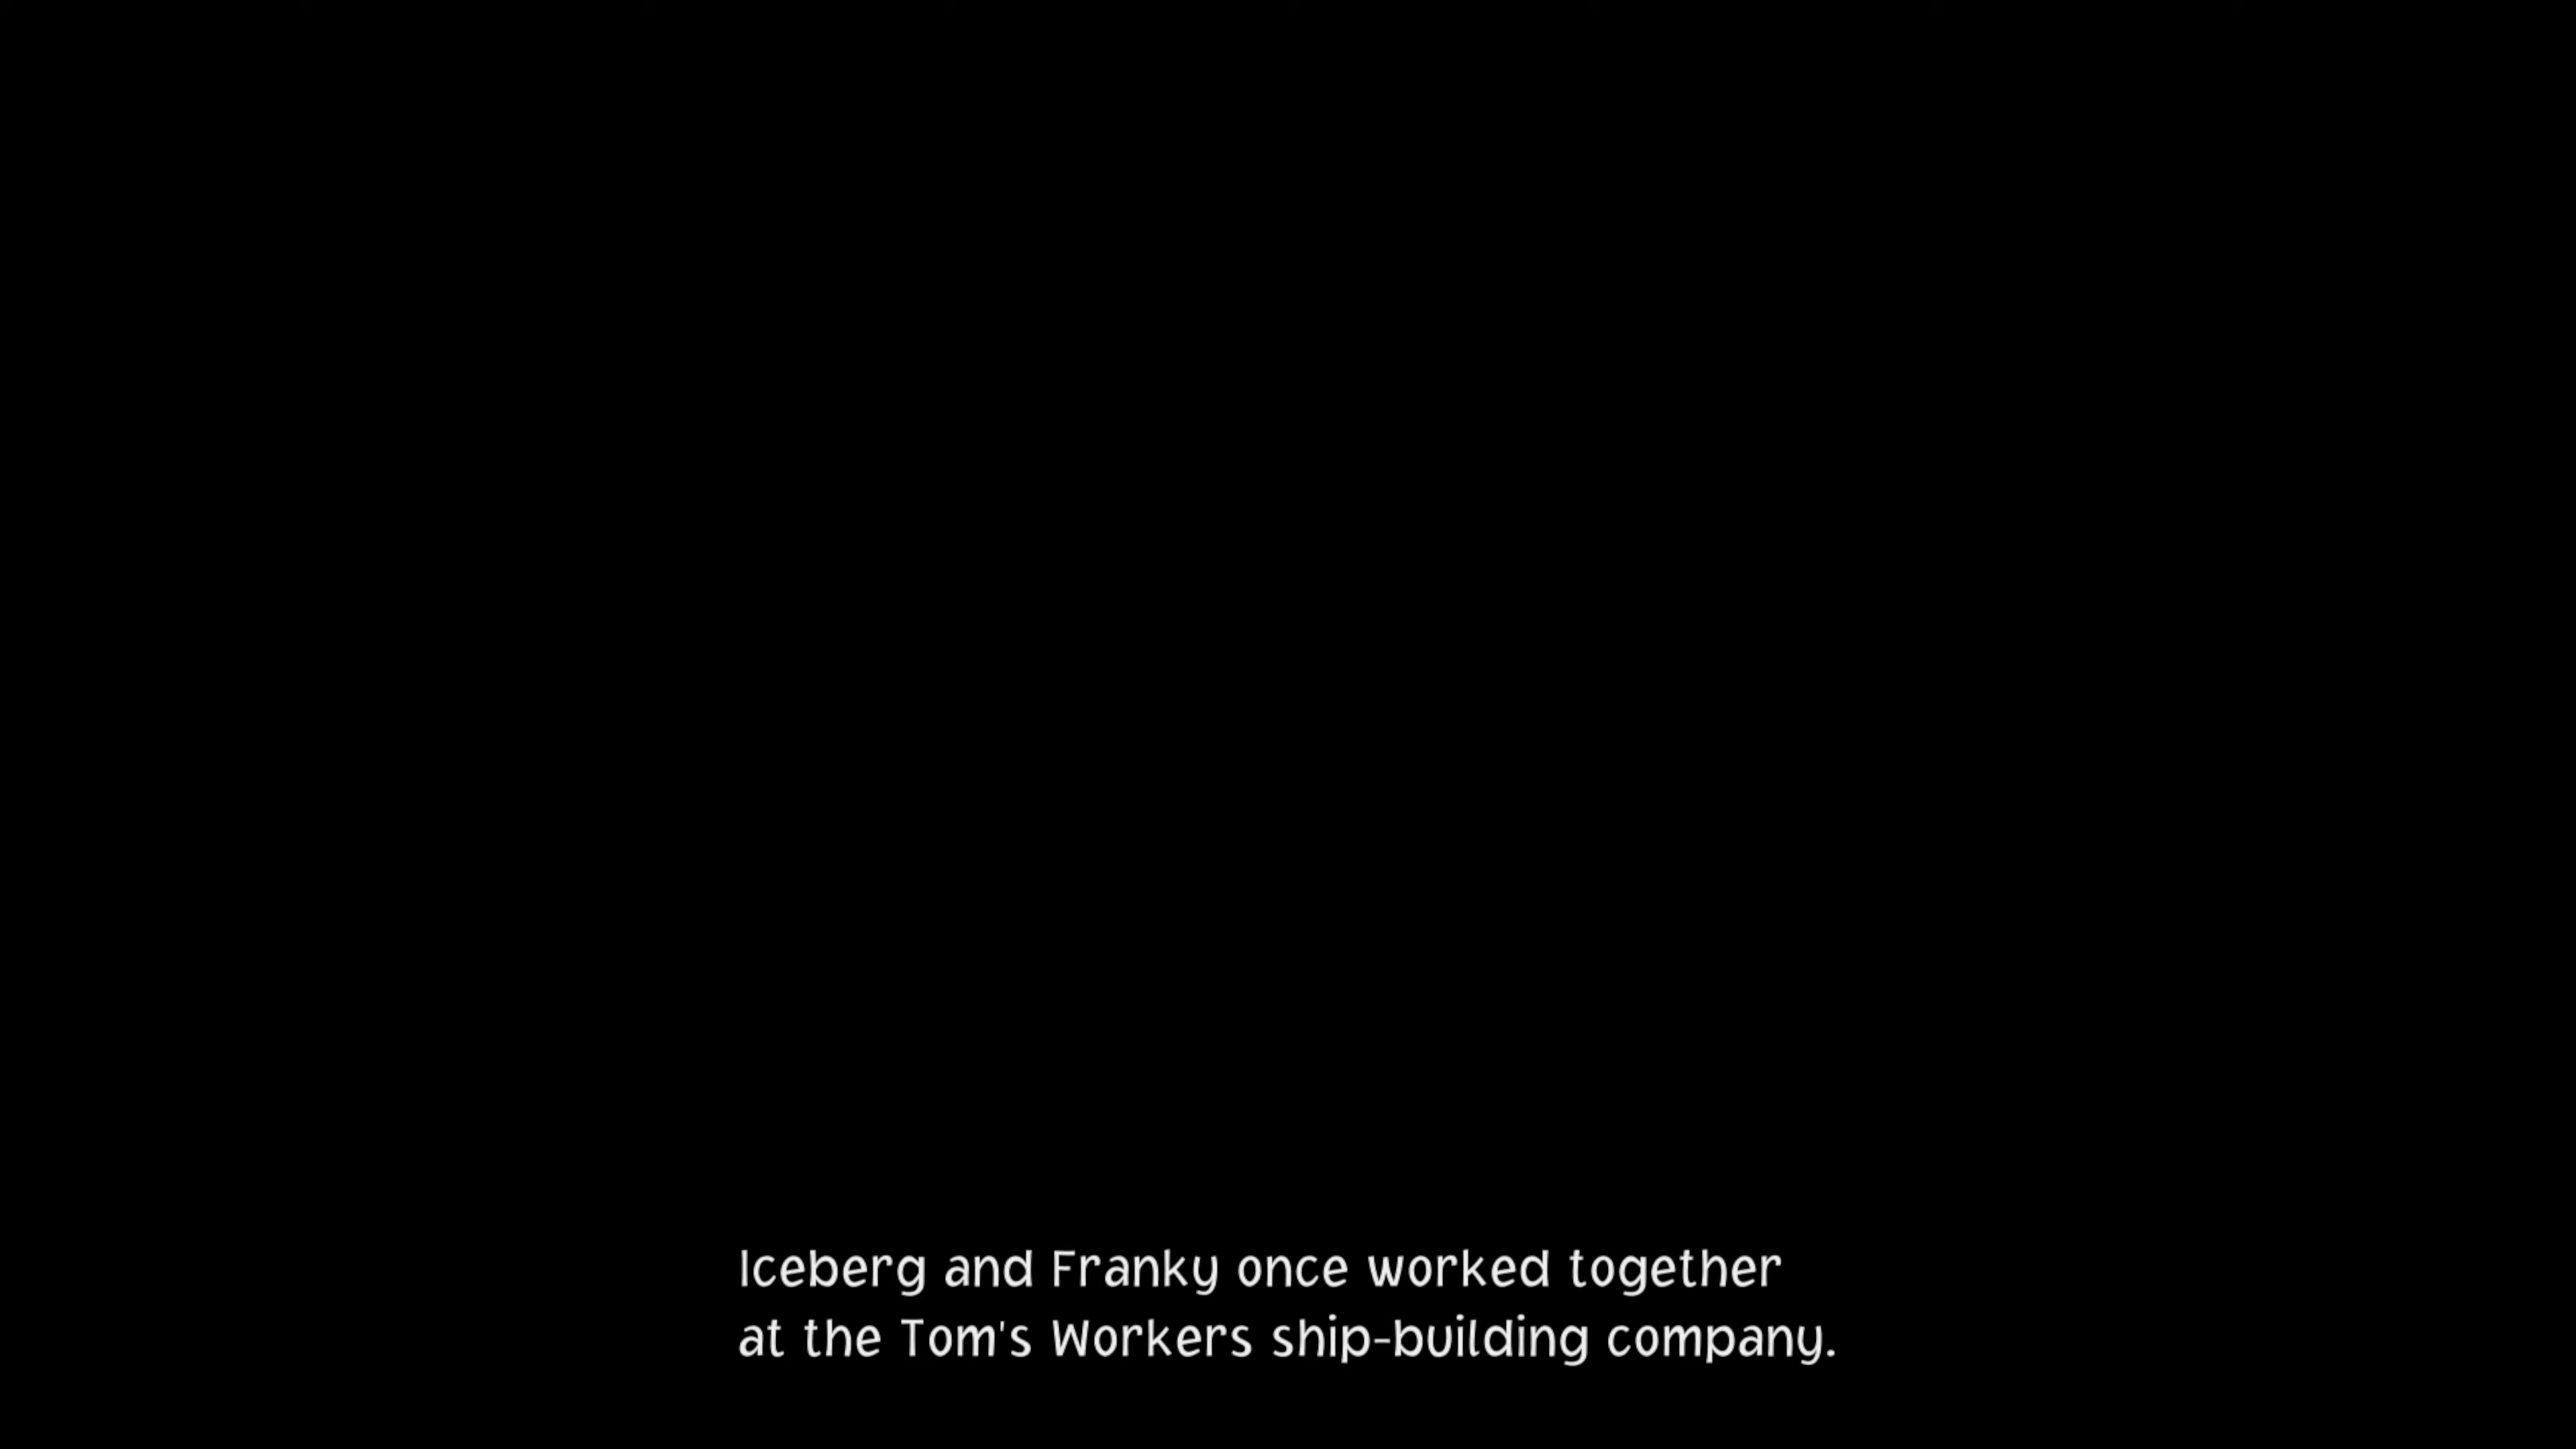 Iceberg and Franky once worked together
at the Tom's Workers ship-building company.